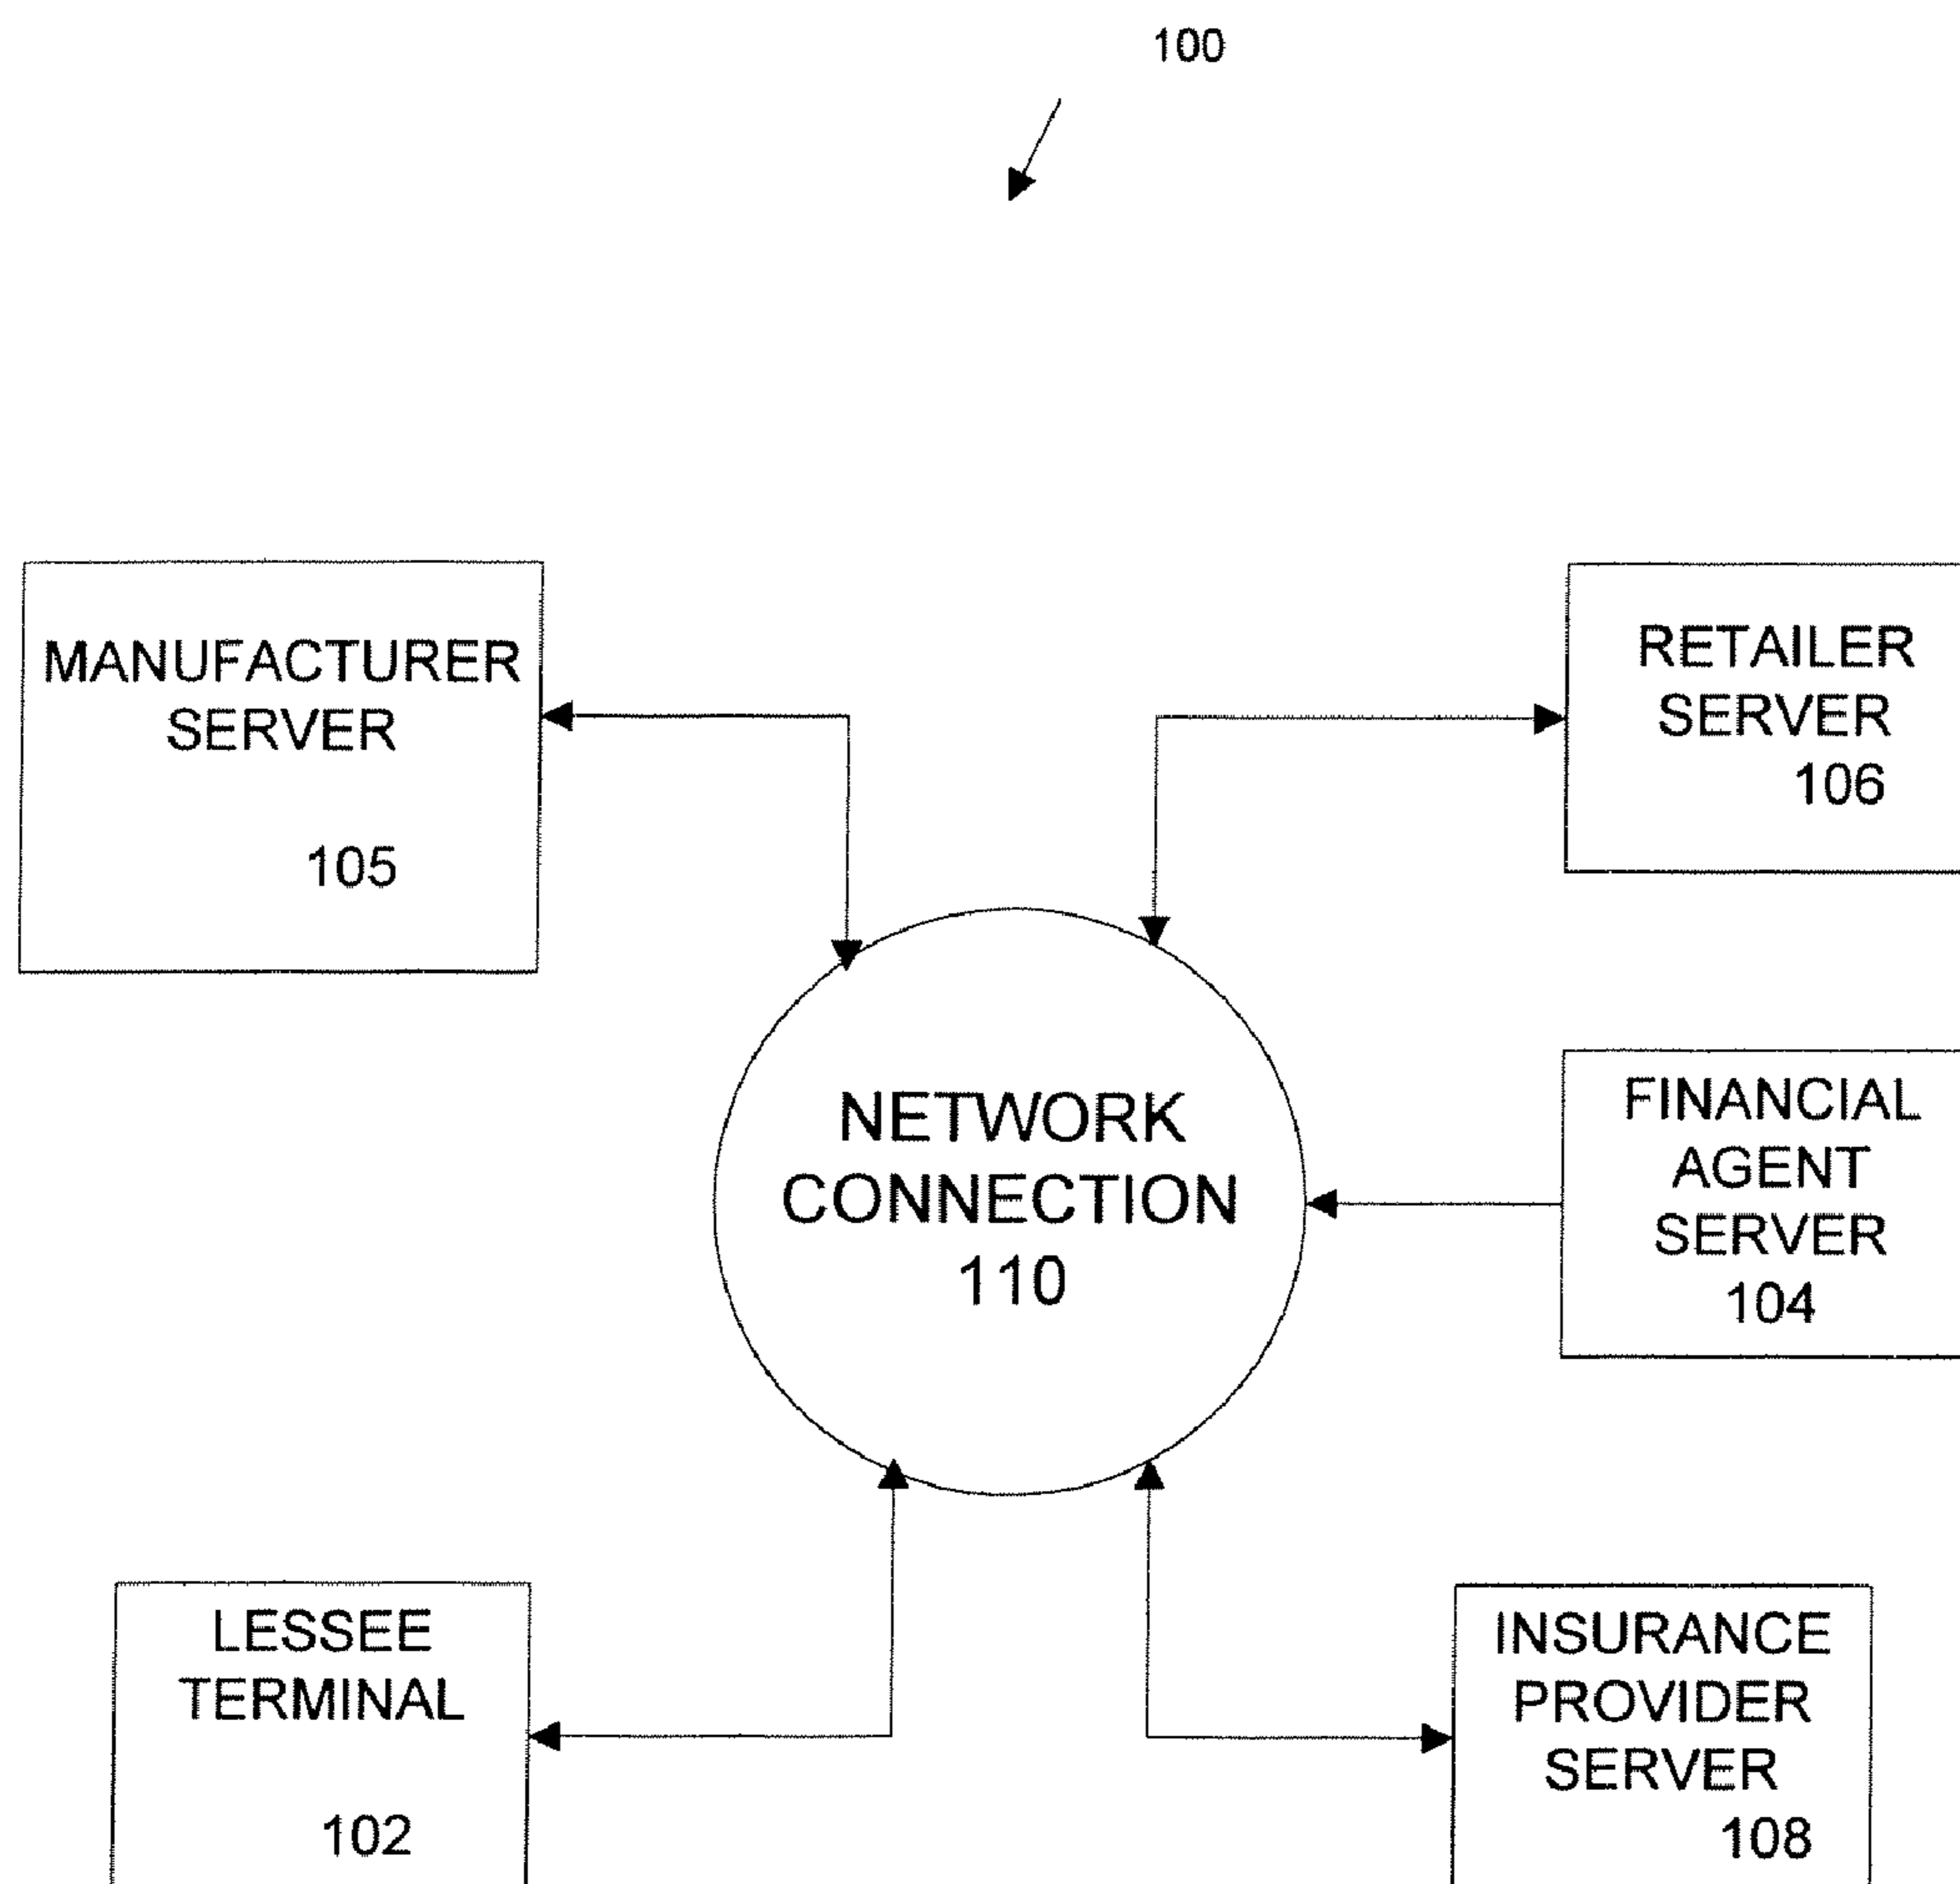 100
MANUFACTURER
SERVER
105
RETAILER
SERVER
106
NETWORK
CONNECTION
110
FINANCIAL
AGENT
SERVER
104
LESSEE
TERMINAL
102
INSURANCE
PROVIDER
SERVER
108